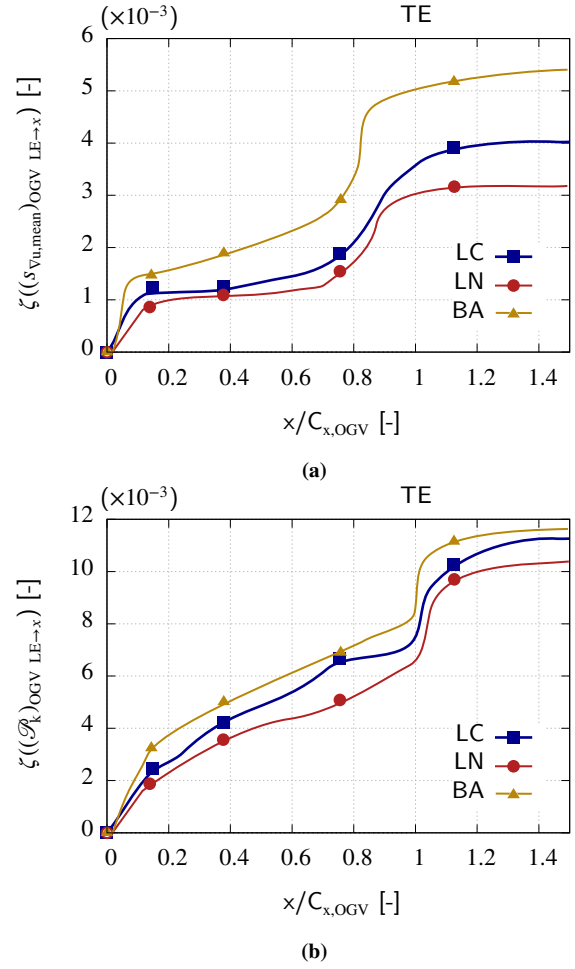 (×10⁻³) TE
6
5
4
3
2
1
0
ζ((s∇u,mean)OGV LE→x) [-]
LC
LN
BA
0 0.2 0.4 0.6 0.8 1 1.2 1.4
x/Cx,OGV [-]
(a)
(×10⁻³) TE
12
10
8
6
4
2
0
ζ((𝒫k)OGV LE→x) [-]
LC
LN
BA
0 0.2 0.4 0.6 0.8 1 1.2 1.4
x/Cx,OGV [-]
(b)